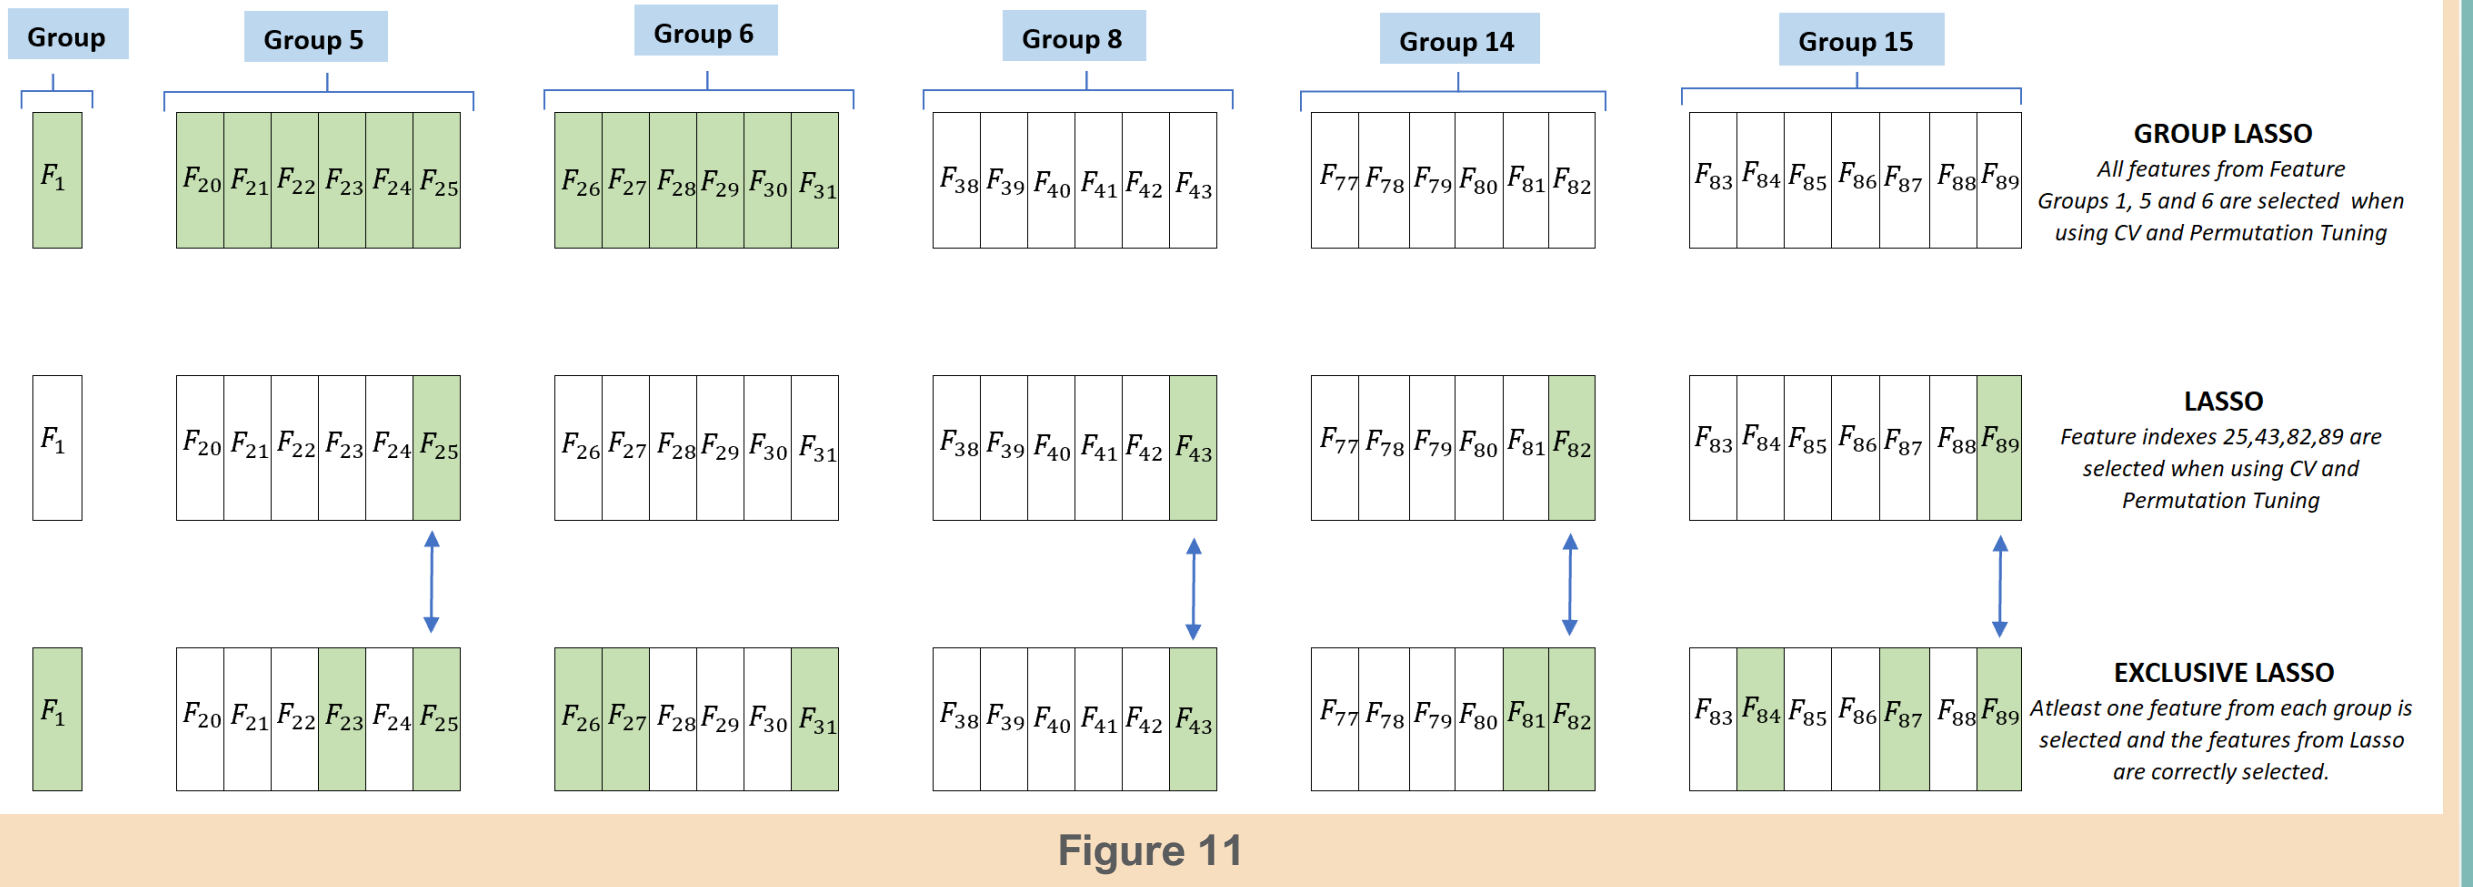 Group
Group 5
Group 6
Group 8
Group 14
Group 15
F1
F20 F21 F22 F23 F24 F25
F26 F27 F28 F29 F30 F31
F38 F39 F40 F41 F42 F43
F77 F78 F79 F80 F81 F82
F83 F84 F85 F86 F87 F88 F89
GROUP LASSO
All features from Feature
Groups 1, 5 and 6 are selected when
using CV and Permutation Tuning
F1
F20 F21 F22 F23 F24 F25
F26 F27 F28 F29 F30 F31
F38 F39 F40 F41 F42 F43
F77 F78 F79 F80 F81 F82
F83 F84 F85 F86 F87 F88 F89
LASSO
Feature indexes 25,43,82,89 are
selected when using CV and
Permutation Tuning
F1
F20 F21 F22 F23 F24 F25
F26 F27 F28 F29 F30 F31
F38 F39 F40 F41 F42 F43
F77 F78 F79 F80 F81 F82
F83 F84 F85 F86 F87 F88 F89
EXCLUSIVE LASSO
Atleast one feature from each group is
selected and the features from Lasso
are correctly selected.
Figure 11